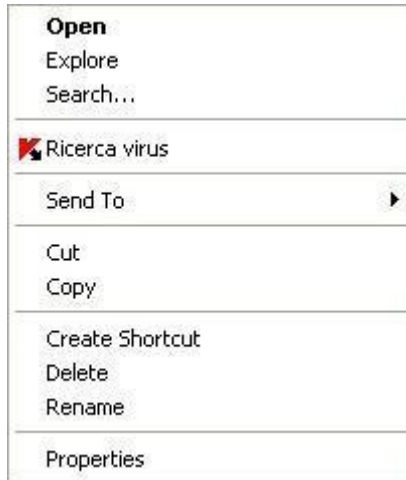 Open
Explore
Search...
Ricerca virus
Send To
Cut
Copy
Create Shortcut
Delete
Rename
Properties